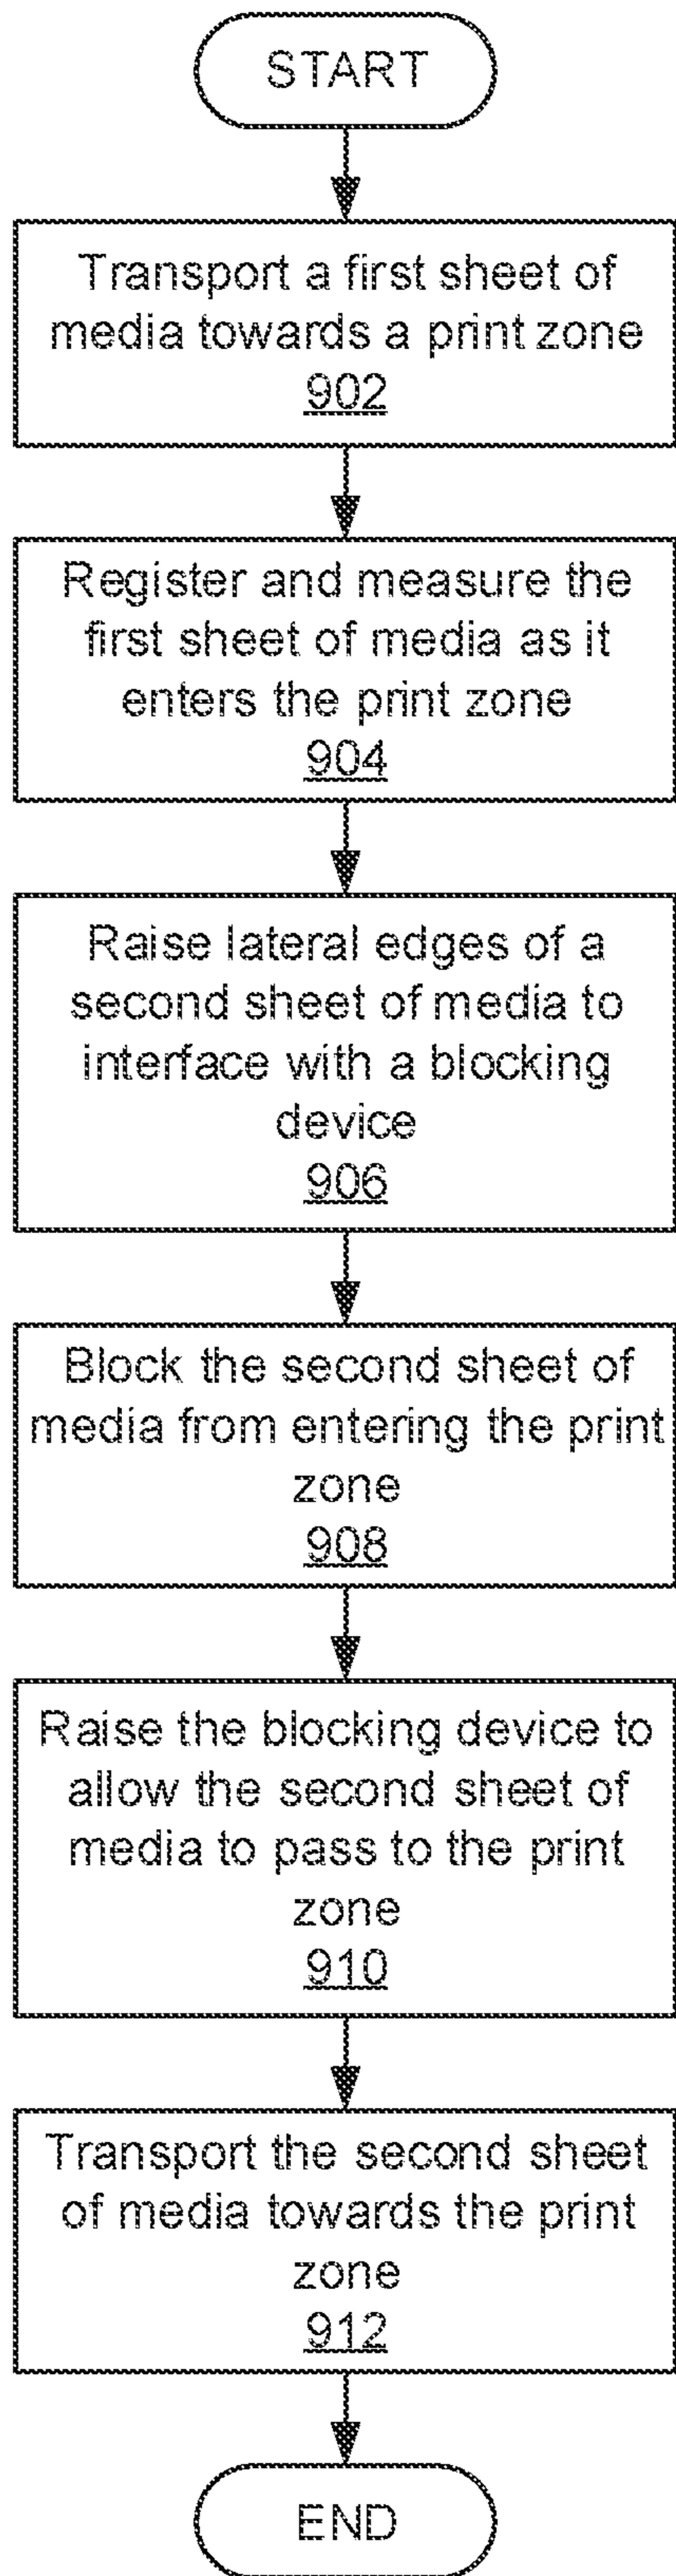 START
Transport a first sheet of
media towards a print zone
902
Register and measure the
first sheet of media as it
enters the print zone
904
Raise lateral edges of a
second sheet of media to
interface with a blocking
device
906
Block the second sheet of
media from entering the print
zone
908
Raise the blocking device to
allow the second sheet of
media to pass to the print
zone
910
Transport the second sheet
of media towards the print
zone
912
END